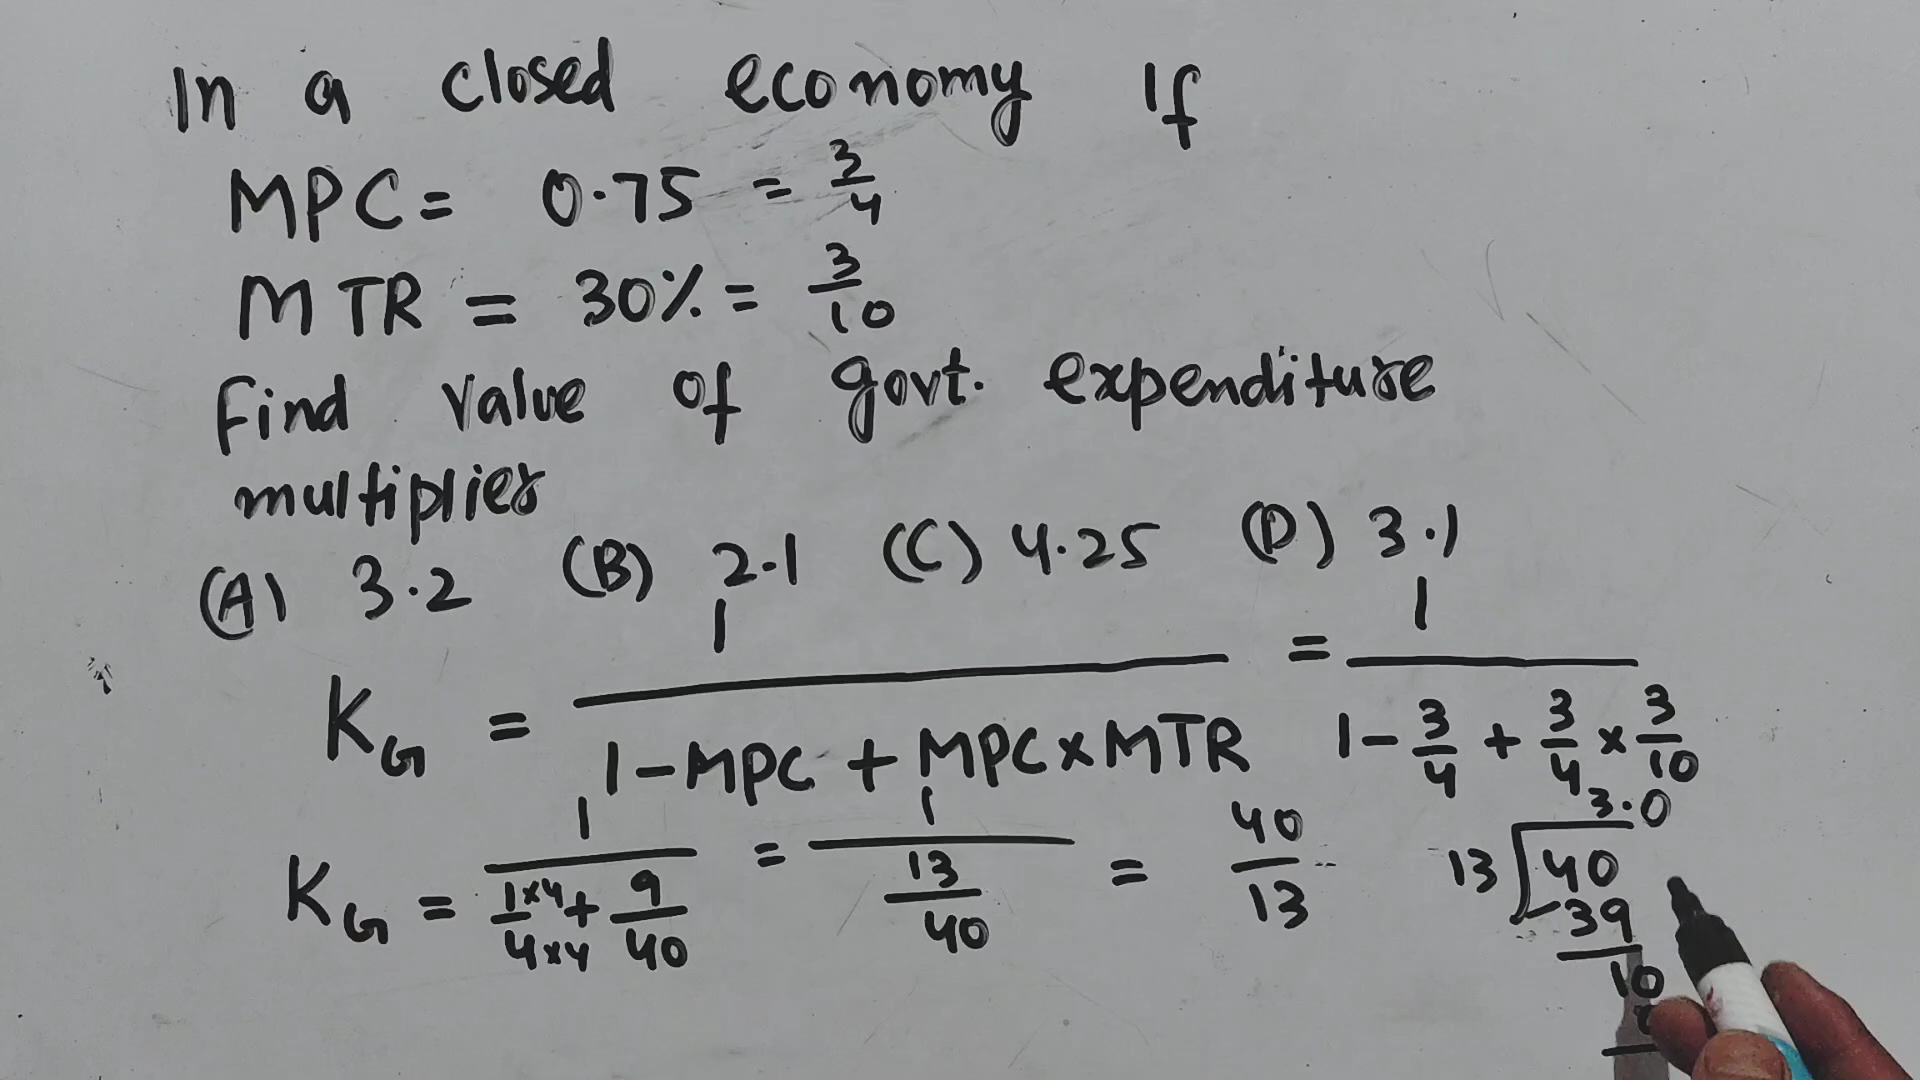 In a closed economy If
MPC = 0.75 = 3/4
MTR = 30% = 3/10
Find value of govt. expenditure
multiplier
(A) 3.2 (B) 2.1 (C) 4.25 (D) 3.1
K_G = 1/(1-MPC + MPC×MTR) = 1/(1-3/4 + 3/4 × 3/10)
K_G = 1/((1×4)/(4×4) + 9/40) = 1/(13/40) = 40/13
3.0
13 40
-39
10